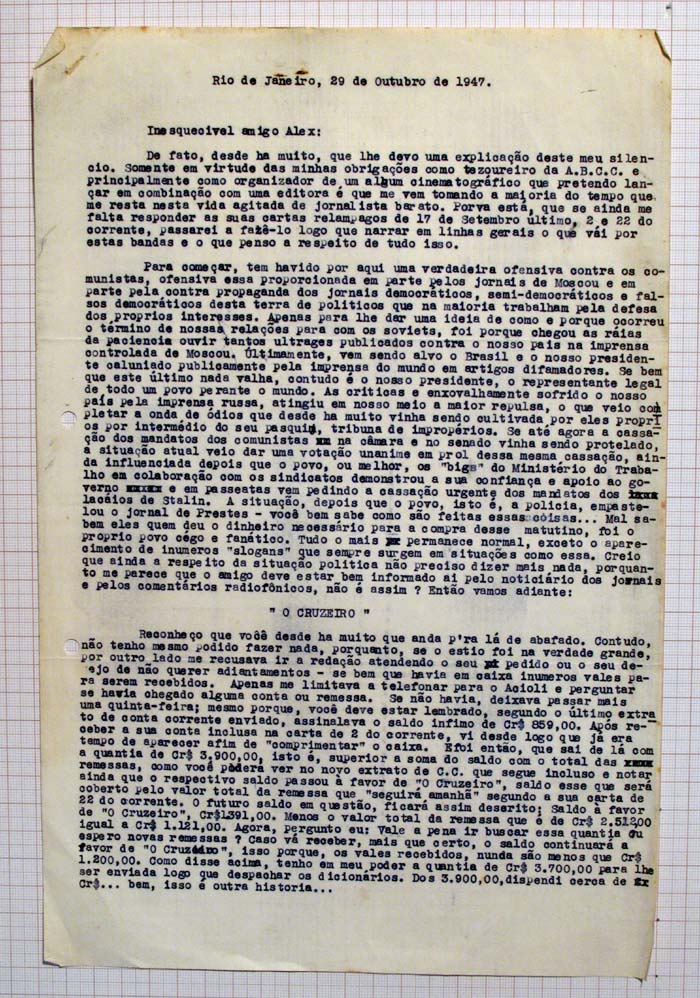 Rio de Janeiro, 29 de Outubro de 1947.
Inesquecivel amigo Alex:
De fato, desde ha muito, que lhe devo uma explicação deste meu silen-
cio. Somente em virtude das minhas obrigações como tezoureiro da A.B.C.C. e
principalmente como organizador de um album cinematográfico que pretendo lan-
çar em combinação com uma editora é que me vem tomando a maioria do tempo que
me resta nesta vida agitada de jornalista barato. Porva está, que se ainda me
falta responder as suas cartas relampagos de 17 de Setembro ultimo, 2 e 22 do
corrente, passarei a fazê-lo logo que narrar em linhas gerais o que vái por
estas bandas e o que penso a respeito de tudo isso.
Para começar, tem havido por aqui uma verdadeira ofensiva contra os co-
munistas, ofensiva essa proporcionada em parte pelos jornais de Moscou e em
parte pela contra propaganda dos jornais democráticos, semi-democráticos e fal-
sos democráticos desta terra de politicos que na maioria trabalham pela defesa
dos proprios interesses. Apenas para lhe dar uma ideia de como e porque ocorreu
o término de nossas relações para com os soviets, foi porque chegou as ráias
da paciencia ouvir tantos ultrages publicados contra o nosso pais na imprensa
controlada de Moscou. Últimamente, vem sendo alvo o Brasil e o nosso presiden-
te caluniado publicamente pela imprensa do mundo em artigos difamadores. Se bem
que este último nada valha, contudo é o nosso presidente, o representante legal
de todo um povo perante o mundo. As criticas e enxovalhamento sofrido o nosso
país pela imprensa russa, atingiu em nosso meio a maior repulsa, o que veio com
pletar a onda de ódios que desde ha muito vinha sendo cultivada por eles propri
os por intermédio do seu pasquim, tribuna de impropérios. Se até agora a cassa-
ção dos mandatos dos comunistas xx na câmara e no senado vinha sendo protelado,
a situação atual veio dar uma votação unanime em prol dessa mesma cassação, ain-
da influenciada depois que o povo, ou melhor, os "bigs" do Ministério do Traba-
lho em colaboração com os sindicatos demonstrou a sua confiança e apoio ao go-
verno xxxxx e em passeatas vem pedindo a cassação urgente dos mandatos dos xxxx
lacáios de Stalin. A situação, depois que o povo, isto é, a policia, empaste-
lou o jornal de Prestes - você bem sabe como são feitas essas coisas... Mal sa-
bem eles quem deu o dinheiro necessário para a compra desse matutino, foi o
proprio povo cégo e fanático. Tudo o mais permanece normal, exceto o apare-
cimento de inumeros "slogans" que sempre surgem em situações como essa. Creio
que ainda a respeito da situação politica não preciso dizer mais nada, porquan-
to me parece que o amigo deve estar bem informado ai pelo noticiário dos jornais
e pelos comentários radiofônicos, não é assim ? Então vamos adiante:
" O CRUZEIRO "
Reconheço que você desde ha muito que anda p'ra lá de abafado. Contudo,
não tenho mesmo podido fazer nada, porquanto, se o estio foi na verdade grande,
por outro lado me recusava ir a redação atendendo o seu pedido ou o seu de-
sejo de não querer adiantamentos - se bem que havia em caixa inumeros vales pa-
ra serem recebidos. Apenas me limitava a telefonar para o Acioli e perguntar
se havia chegado alguma conta ou remessa. Se não havia, deixava passar mais
uma quinta-feira; mesmo porque, você deve estar lembrado, segundo o último extra
to de conta corrente enviado, assinalava o saldo infimo de Cr$ 859,00. Após re-
ceber a sua conta inclusa na carta de 2 do corrente, vi desde logo que já era
tempo de aparecer afim de "comprimentar" o caixa. Efoi então, que sai de lá com
a quantia de Cr$ 3.900,00, isto é, superior a soma do saldo com o total das xxxxx
remessas, como você poderá ver no novo extrato de C.C. que segue incluso e notar
ainda que o respectivo saldo passou á favor de "O Cruzeiro", saldo esse que será
coberto pelo valor total da remessa que "seguirá amanhã" segundo a sua carta de
22 do corrente. O futuro saldo em questão, ficará assim descrito: Saldo á favor
de "O Cruzeiro", Cr$1391,00. Menos o valor total da remessa que é de Cr$ 2.512,00
igual a Cr$ 1.121,00. Agora, pergunto eu: Vale a pena ir buscar essa quantia ou
espero novas remessas ? Caso vá receber, mais que certo, o saldo continuará a
favor de "O Cruzeiro", isso porque, os vales recebidos, nunda são menos que Cr$
1.200,00. Como disse acima, tenho em meu poder a quantia de Cr$ 3.700,00 para lhe
ser enviada logo que despachar os dicionários. Dos 3.900,00,dispendi cerca de xx
Cr$... bem, isso é outra historia...